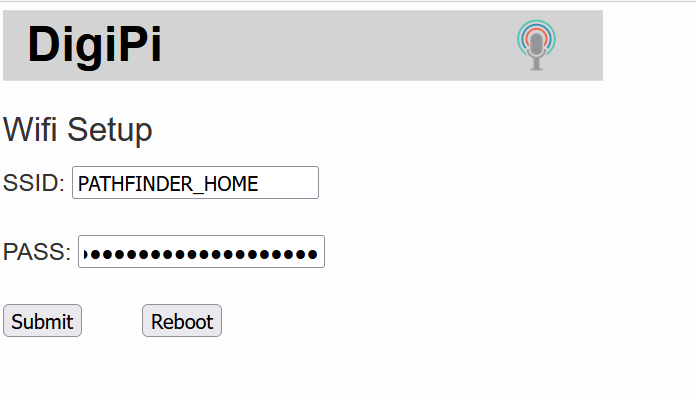 DigiPi
Wifi Setup
SSID: PATHFINDER_HOME
PASS:
Submit Reboot